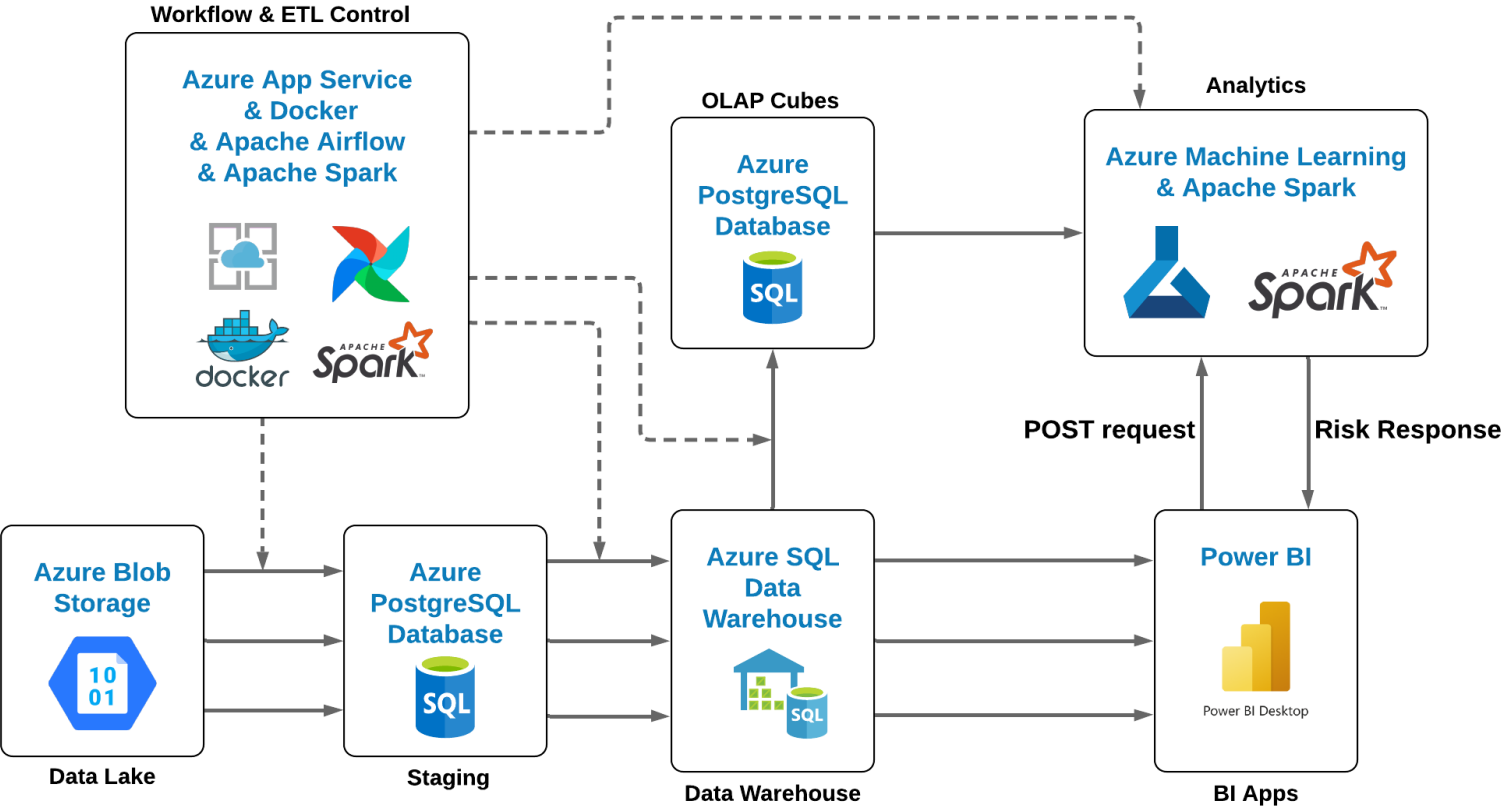 Workflow & ETL Control
Azure App Service
& Docker
& Apache Airflow
& Apache Spark
docker
APACHE
Spark™
OLAP Cubes
Azure
PostgreSQL
Database
SQL
Analytics
Azure Machine Learning
& Apache Spark
APACHE
Spark™
POST request
Risk Response
Azure Blob
Storage
10
01
Data Lake
Azure
PostgreSQL
Database
SQL
Staging
Azure SQL
Data
Warehouse
SQL
Data Warehouse
Power BI
Power BI Desktop
BI Apps